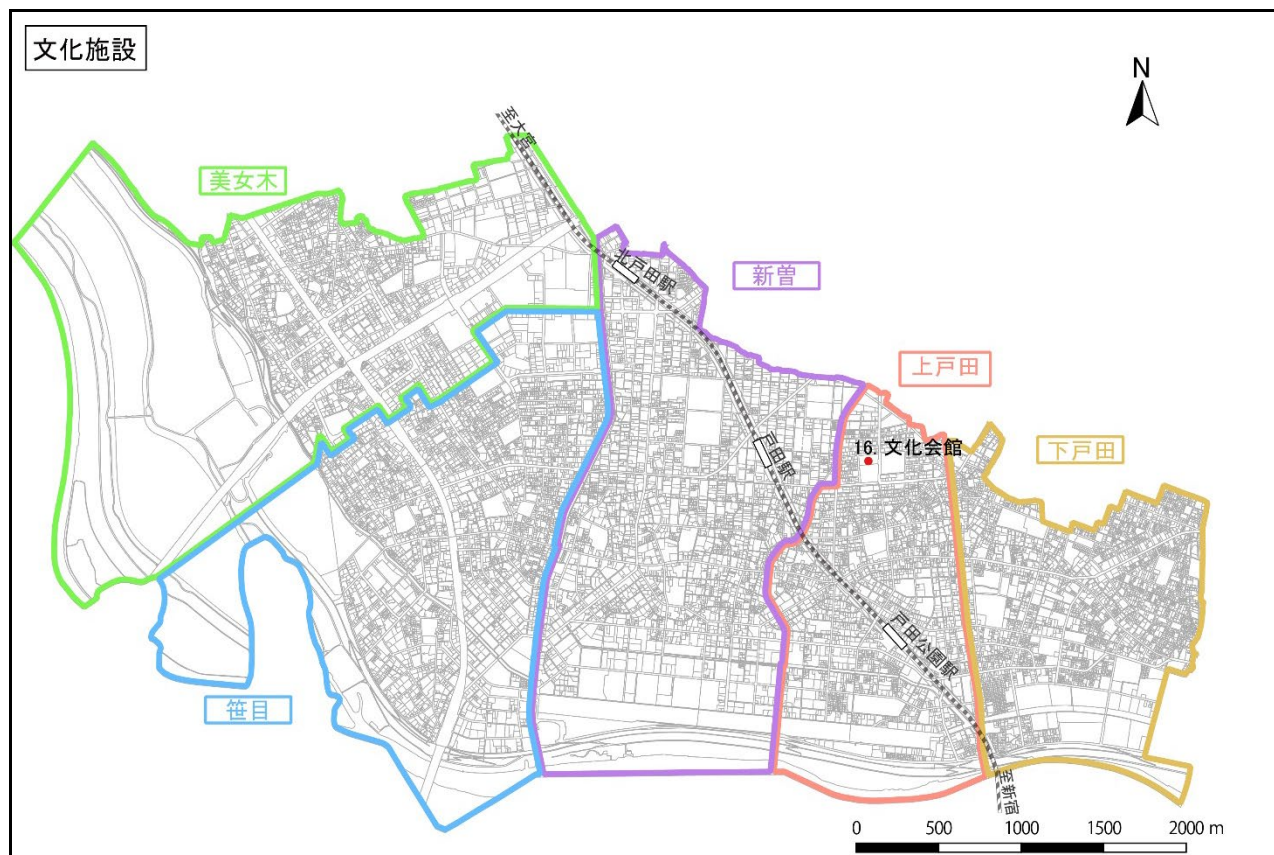 文化施設
N
至大宮
美女木
北戸田駅
新曽
上戸田
16. 文化会館
戸田駅
下戸田
戸田公園駅
笹目
至新宿
0 500 1000 1500 2000 m